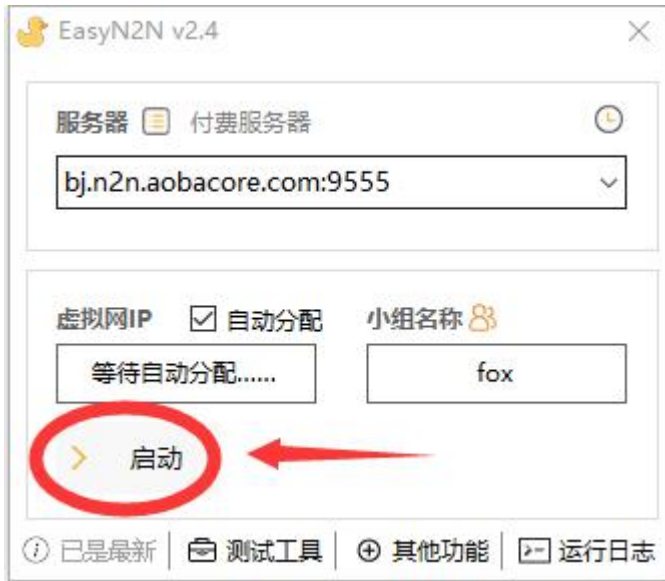 EasyN2N v2.4
服务器 付费服务器
bj.n2n.aobacore.com:9555
虚拟网IP 自动分配 小组名称
等待自动分配...... fox
启动
已是最新 测试工具 其他功能 运行日志